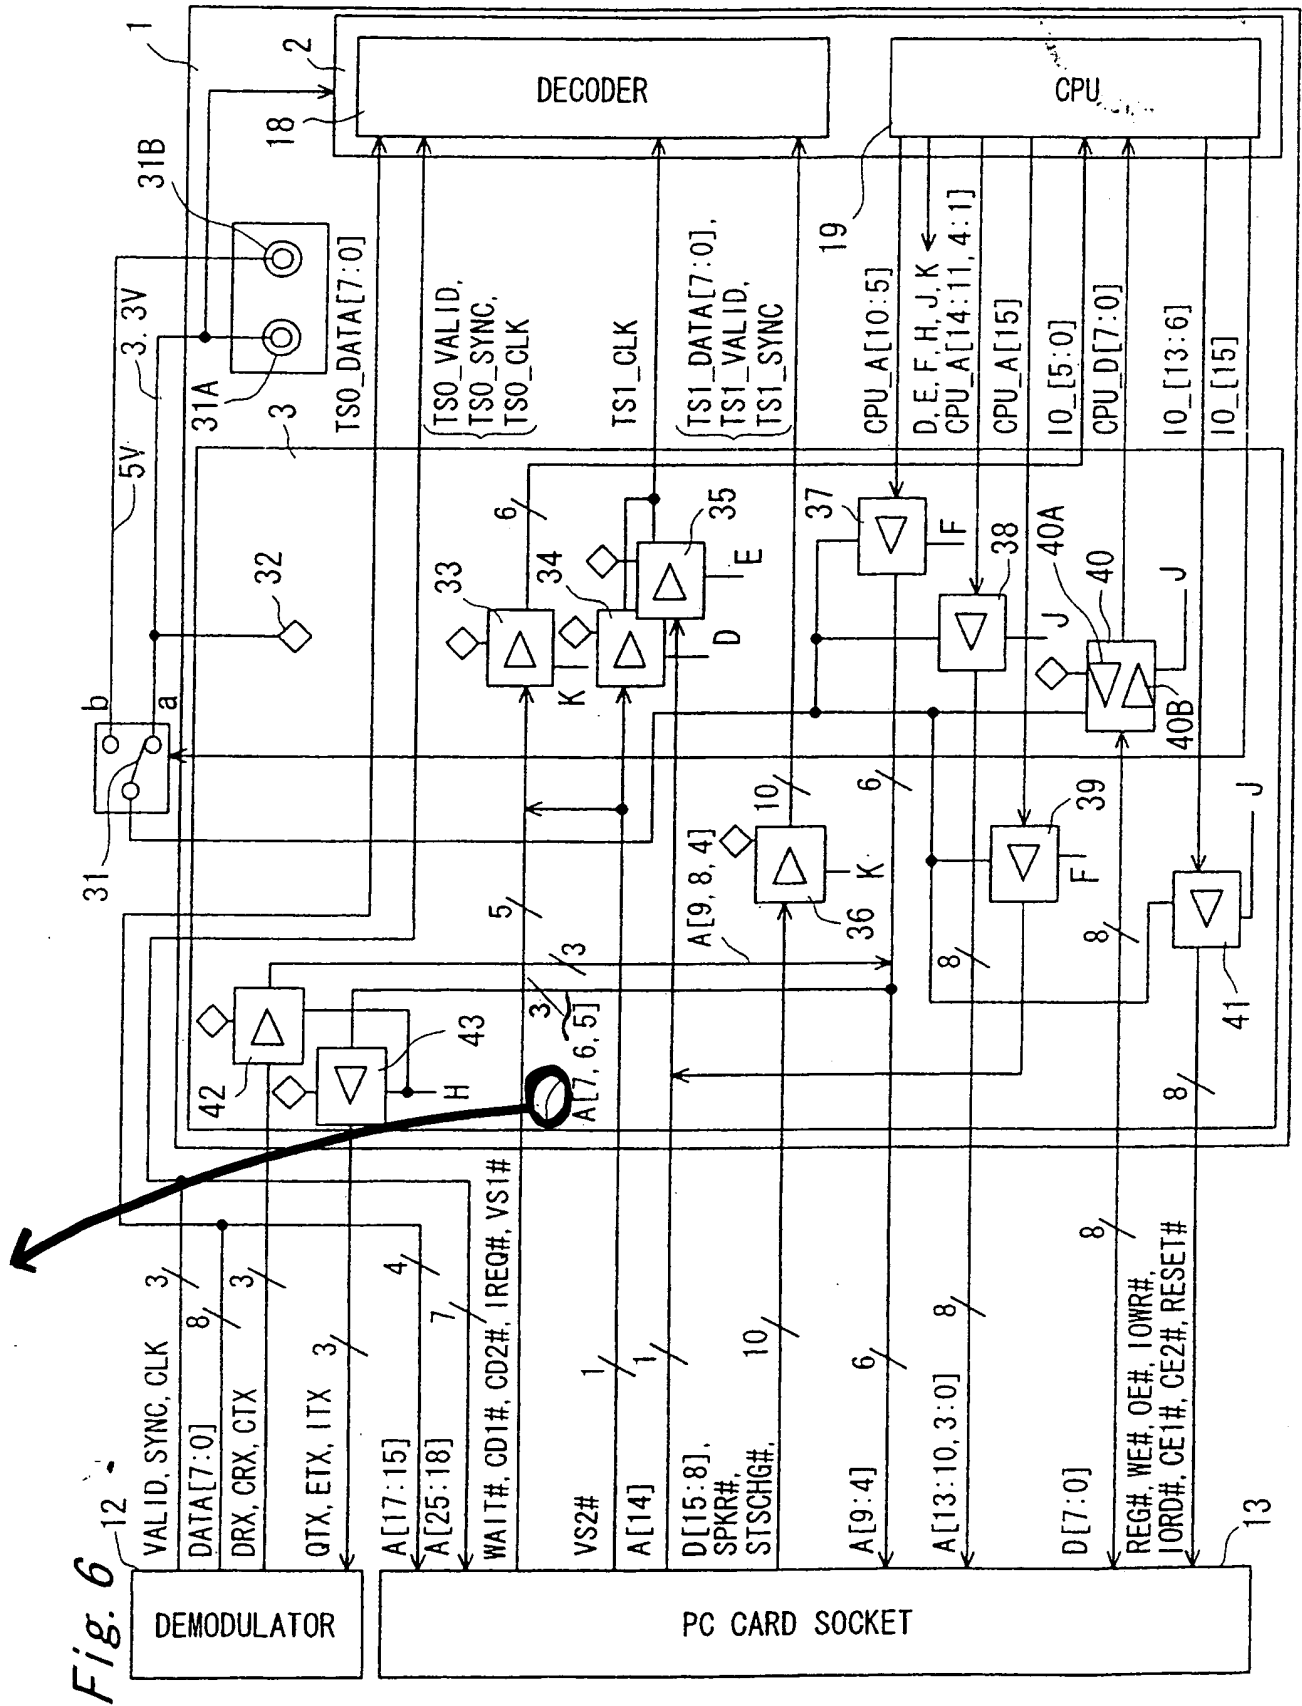 Fig. 6
1
2
18
DECODER
CPU
19
31B
31A
3.3V
5V
3
b
a
31
32
TS0_DATA[7:0]
TS0_VALID,
TS0_SYNC,
TS0_CLK
TS1_CLK
TS1_DATA[7:0],
TS1_VALID,
TS1_SYNC
CPU_A[10:5]
D, E, F, H, J, K
CPU_A[14:11, 4:1]
CPU_A[15]
IO_[5:0]
CPU_D[7:0]
IO_[13:6]
IO_[15]
6
33
K
34
D
35
E
37
F
38
J
40A
40
40B
J
10
36
K
6
39
F
41
J
5
3
3
A[9, 8, 4]
A[7, 6, 5]
8
8
8
42
43
H
3
8
3
3
4
7
1
1
10
6
8
8
12
DEMODULATOR
VALID, SYNC, CLK
DATA[7:0]
DRX, CRX, CTX
QTX, ETX, ITX
A[17:15]
A[25:18]
WAIT#, CD1#, CD2#, IREQ#, VS1#
VS2#
A[14]
D[15:8],
SPKR#,
STSCHG#,
A[9:4]
A[13:10, 3:0]
D[7:0]
REG#, WE#, OE#, IOWR#,
IORD#, CE1#, CE2#, RESET#
13
PC CARD SOCKET